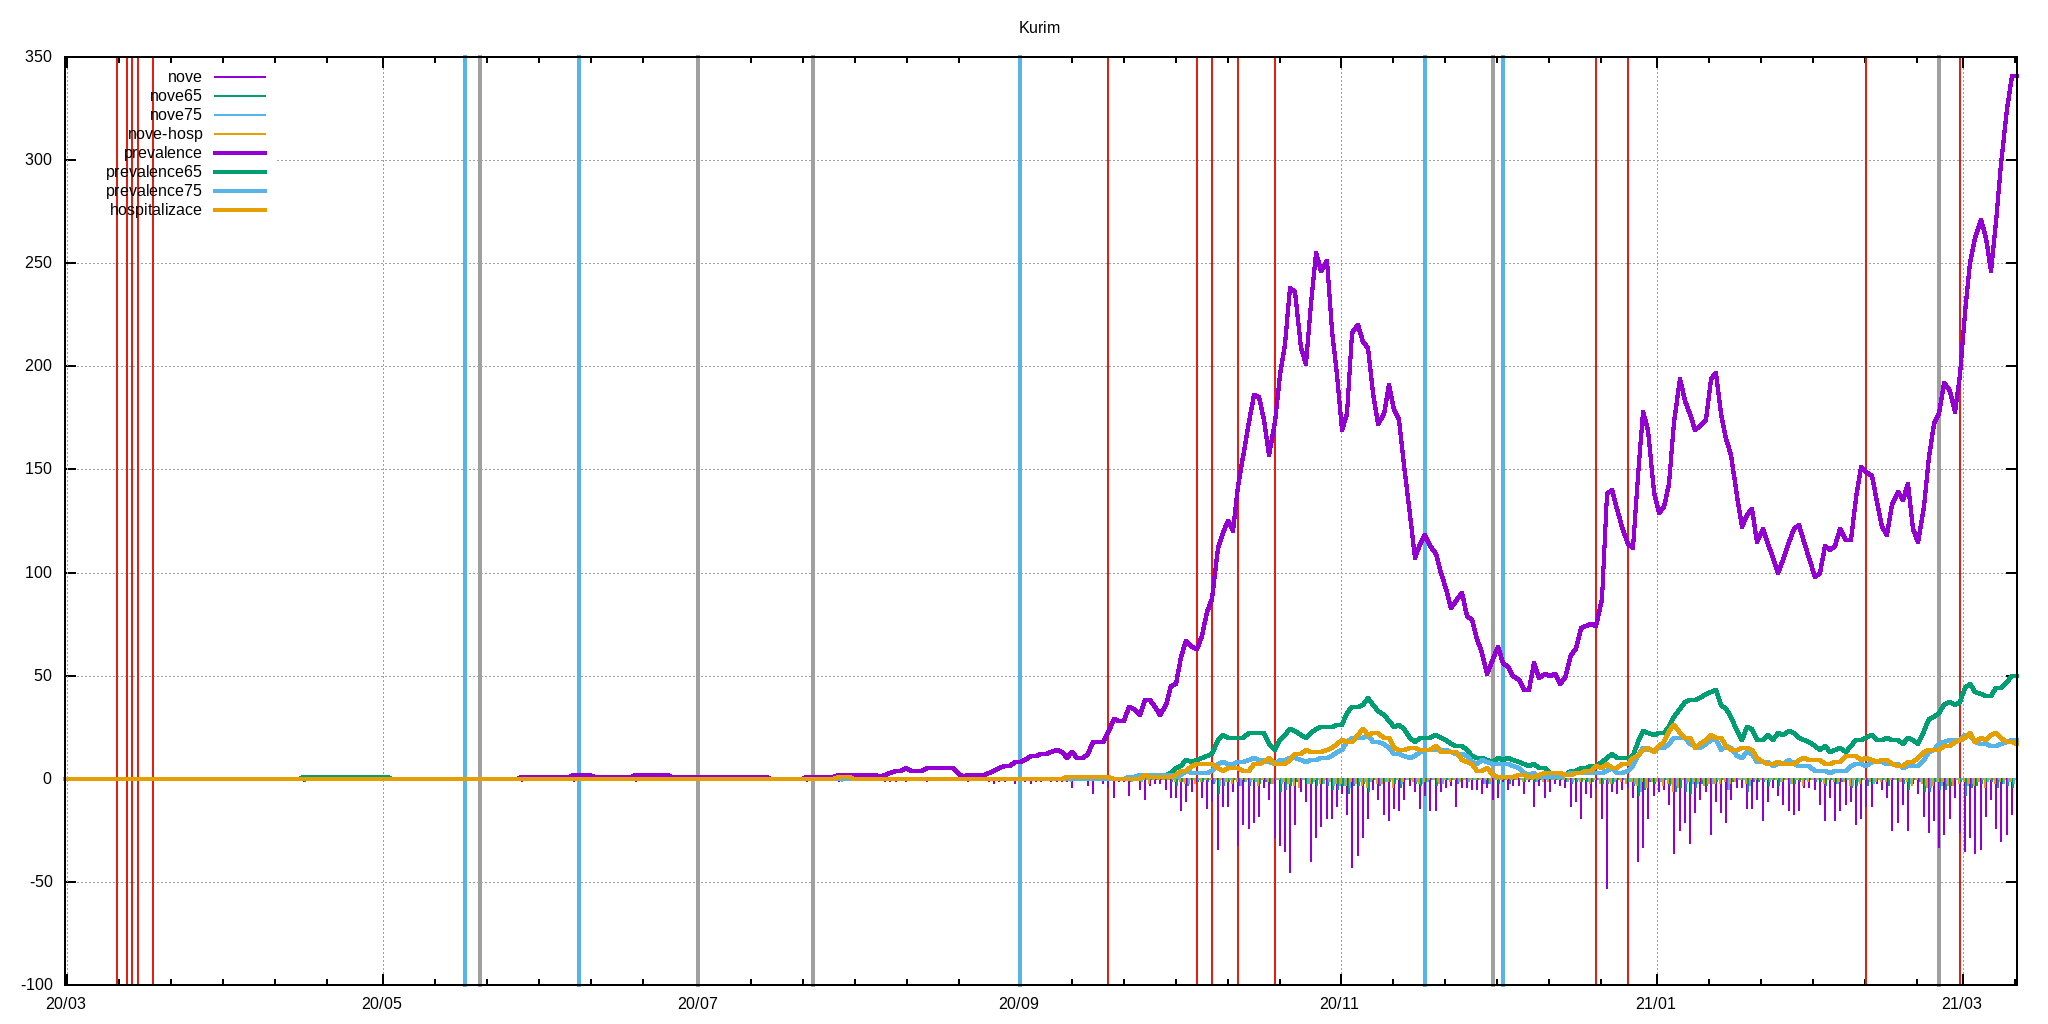 Kurim
350
300
250
200
150
100
50
0
-50
-100
nove
nove65
nove75
nove-hosp
prevalence
prevalence65
prevalence75
hospitalizace
20/03 20/05 20/07 20/09 20/11 21/01 21/03